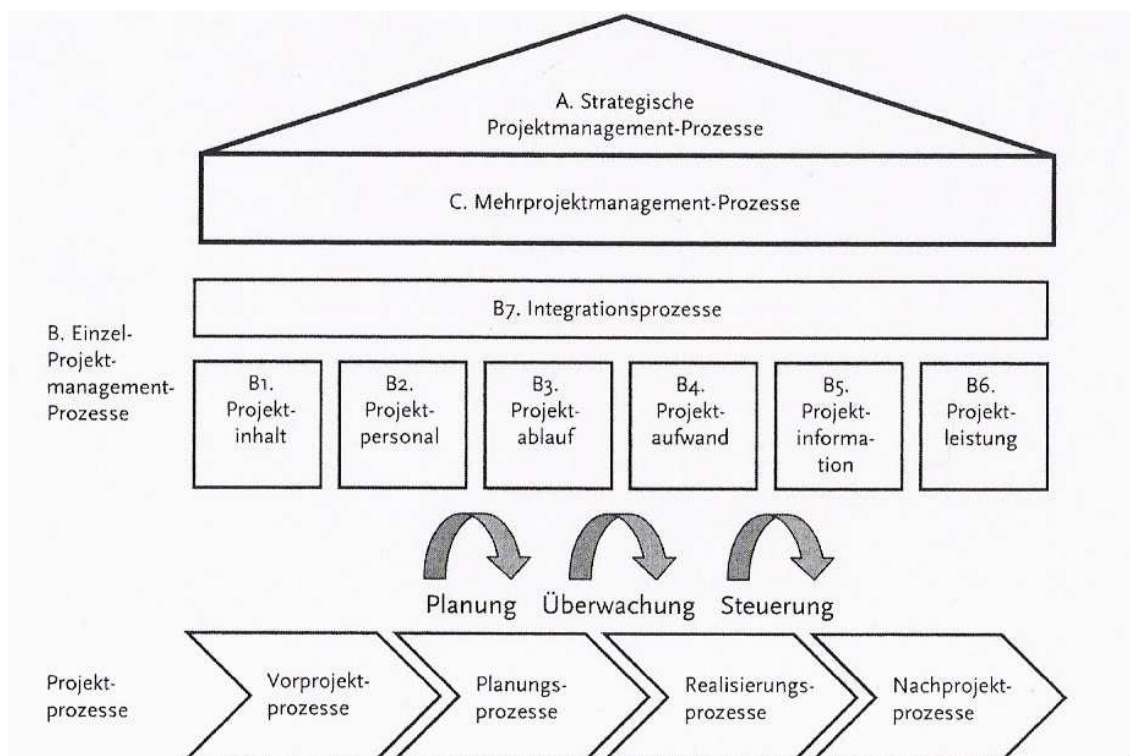 A. Strategische
Projektmanagement-Prozesse
C. Mehrprojektmanagement-Prozesse
B7. Integrationsprozesse
B. Einzel-
Projekt-
management-
Prozesse
B1.
Projekt-
inhalt
B2.
Projekt-
personal
B3.
Projekt-
ablauf
B4.
Projekt-
aufwand
B5.
Projekt-
informa-
tion
B6.
Projekt-
leistung
Planung
Überwachung
Steuerung
Projekt-
prozesse
Vorprojekt-
prozesse
Planungs-
prozesse
Realisierungs-
prozesse
Nachprojekt-
prozesse